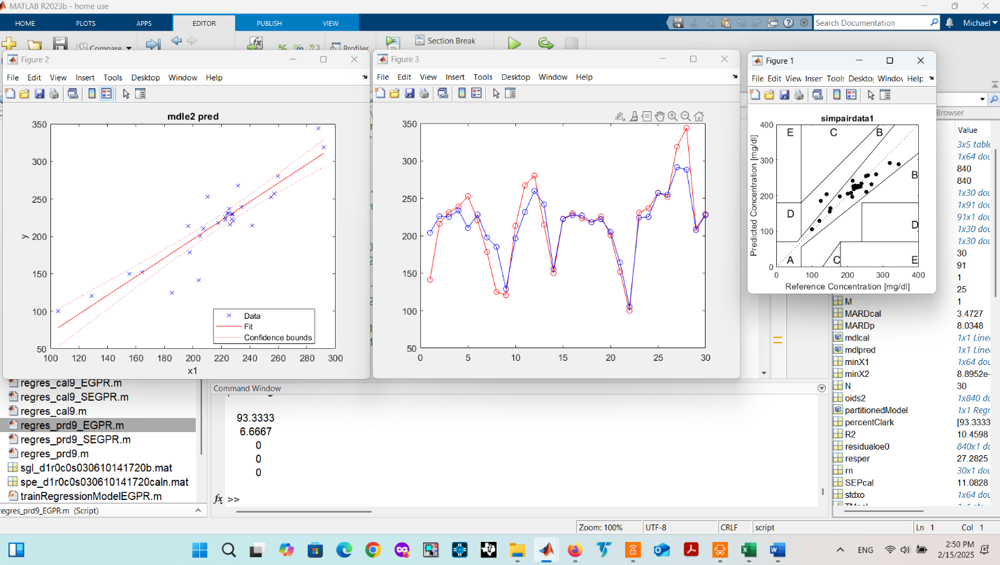 MATLAB R2023b - home use
HOME PLOTS APPS EDITOR PUBLISH VIEW
Search Documentation
Michael
Compare
Section Break
Profiler
Figure 2
File Edit View Insert Tools Desktop Window Help
mdle2 pred
350
300
250
200
150
100
50
y
100 120 140 160 180 200 220 240 260 280 300
x1
Data
Fit
Confidence bounds
Figure 3
File Edit View Insert Tools Desktop Window Help
350
300
250
200
150
100
50
0 5 10 15 20 25 30
Figure 1
File Edit View Inser Tools Desktop Window Help
simpairdata1
400
300
200
100
0
Predicted Concentration [mg/dl]
E C B
B
D
D
A C E
0 100 200 300 400
Reference Concentration [mg/dl]
Browser
Value
3x5 table
1x64 dou
840
840
1x30 dou
1x91 dou
91x1 dou
1x30 dou
1x30 dou
30
91
1
25
M 1
MARDcal 3.4727
MARDp 8.0348
mdlcal 1x1 Line
mdlpred 1x1 Line
minX1 1x64 dou
minX2 8.8952e-
N 30
oids2 1x840 do
partitionedModel 1x1 Regr
percentClark [93.3333
R2 10.4598
residualoe0 840x1 do
resper 27.2825
rn 30x1 dou
SEPcal 11.0828
stdxo 1x64 dou
regres_cal9_EGPR.m
regres_cal9_SEGPR.m
regres_cal9.m
regres_prd9_EGPR.m
regres_prd9_SEGPR.m
regres_prd9.m
sgl_d1r0c0s030610141720b.mat
spe_d1r0c0s030610141720caln.mat
trainRegressionModelEGPR.m
regres_prd9_EGPR.m (Script)
Command Window
93.3333
6.6667
0
0
0
fx >>
Zoom: 100% UTF-8 CRLF script Ln 1 Col 1
ENG
2:50 PM
2/15/2025